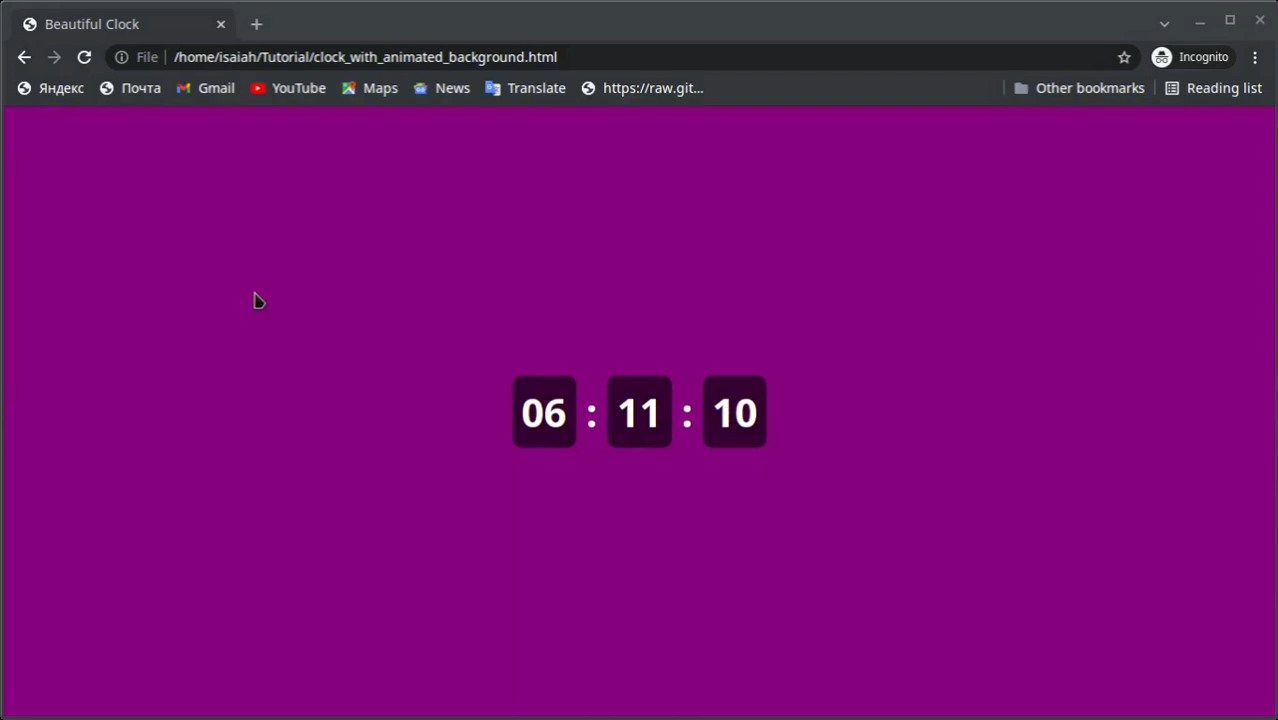 Beautiful Clock
File /home/isaiah/Tutorial/clock_with_animated_background.html Incognito
Яндекс Почта Gmail YouTube Maps News Translate https://raw.git... Other bookmarks Reading list
06 : 11 : 10